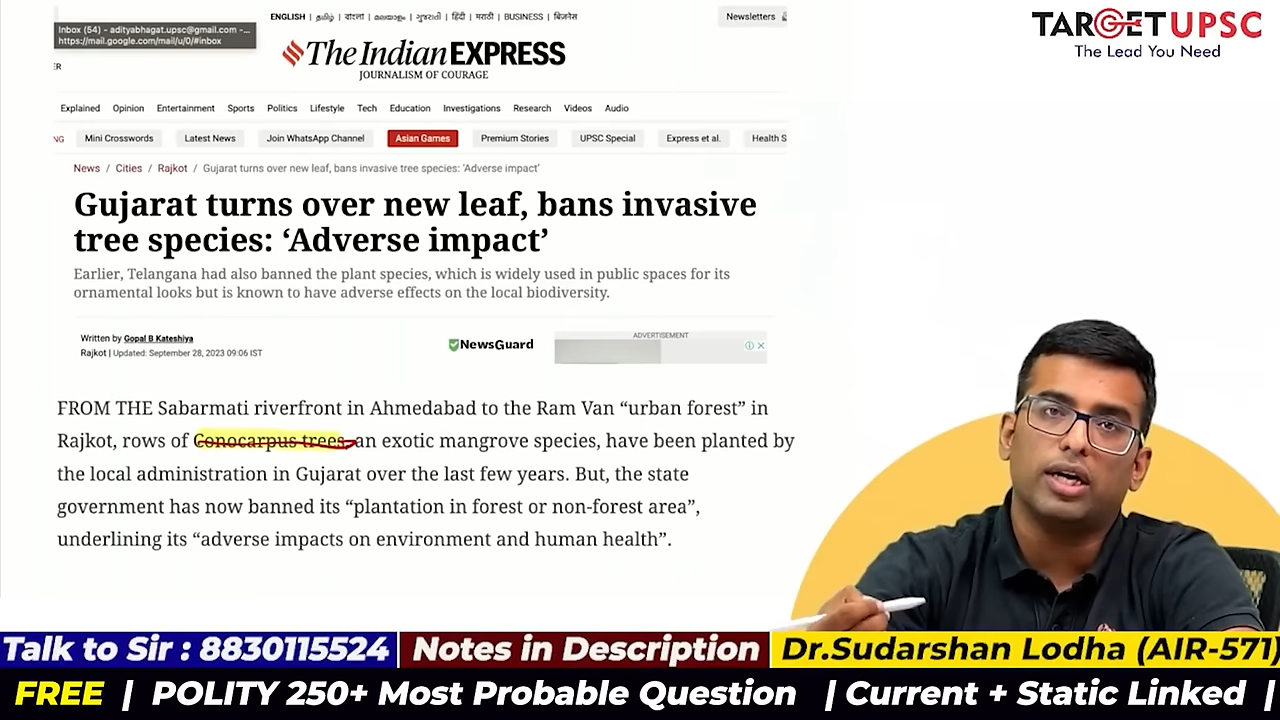 ENGLISH | தமிழ் | বাংলা | മലയാളം | ગુજરાતી | हिंदी | मराठी | BUSINESS | बिज़नेस
Newsletters
Inbox (54) - adityabhagat.upsc@gmail.com -...
https://mail.google.com/mail/u/0/#inbox
TARGET UPSC
The Lead You Need
The Indian EXPRESS
JOURNALISM OF COURAGE
ER
Explained Opinion Entertainment Sports Politics Lifestyle Tech Education Investigations Research Videos Audio
NG Mini Crosswords Latest News Join WhatsApp Channel Asian Games Premium Stories UPSC Special Express et al. Health S
News / Cities / Rajkot / Gujarat turns over new leaf, bans invasive tree species: ‘Adverse impact’
Gujarat turns over new leaf, bans invasive
tree species: ‘Adverse impact’
Earlier, Telangana had also banned the plant species, which is widely used in public spaces for its
ornamental looks but is known to have adverse effects on the local biodiversity.
Written by Gopal B Kateshiya
Rajkot | Updated: September 28, 2023 09:06 IST
NewsGuard
ADVERTISEMENT
FROM THE Sabarmati riverfront in Ahmedabad to the Ram Van “urban forest” in
Rajkot, rows of Conocarpus trees, an exotic mangrove species, have been planted by
the local administration in Gujarat over the last few years. But, the state
government has now banned its “plantation in forest or non-forest area”,
underlining its “adverse impacts on environment and human health”.
Talk to Sir : 8830115524 Notes in Description Dr.Sudarshan Lodha (AIR-571)
FREE | POLITY 250+ Most Probable Question | Current + Static Linked |